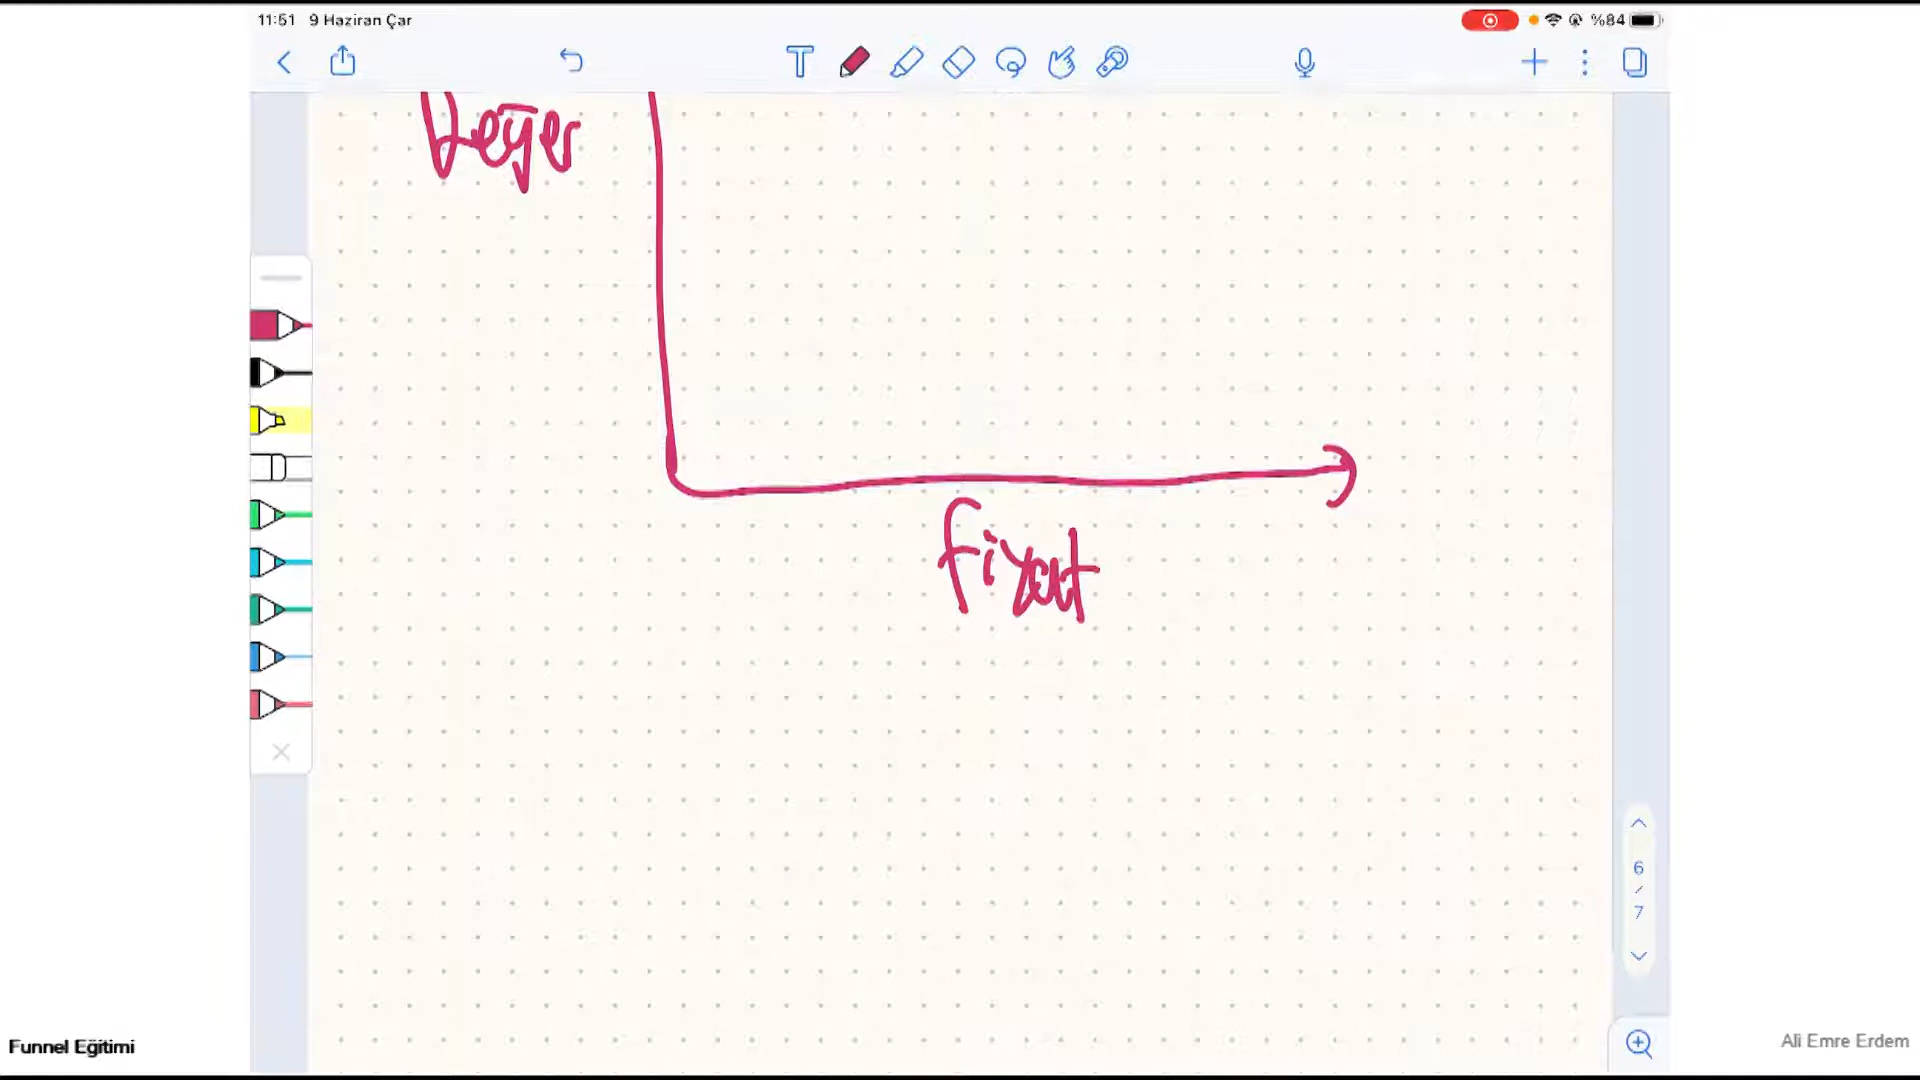 11:51 9 Haziran Çar %84
T
Değer
fiyat
6
/
7
Funnel Eğitimi
Ali Emre Erdem